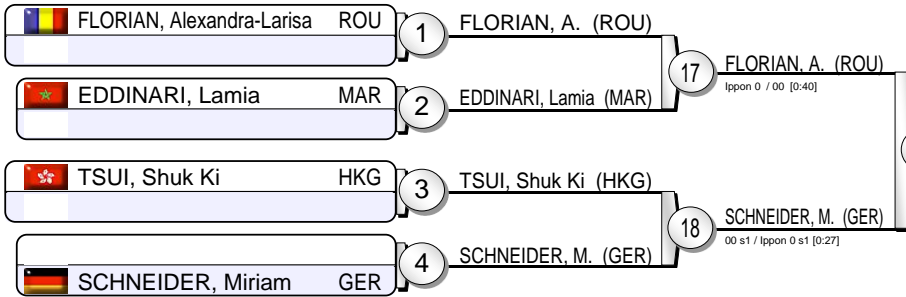 FLORIAN, Alexandra-Larisa ROU
1
FLORIAN, A. (ROU)
17
FLORIAN, A. (ROU)
Ippon 0 / 00 [0:40]
EDDINARI, Lamia MAR
2
EDDINARI, Lamia (MAR)
TSUI, Shuk Ki HKG
3
TSUI, Shuk Ki (HKG)
18
SCHNEIDER, M. (GER)
00 s1 / Ippon 0 s1 [0:27]
4
SCHNEIDER, M. (GER)
SCHNEIDER, Miriam GER